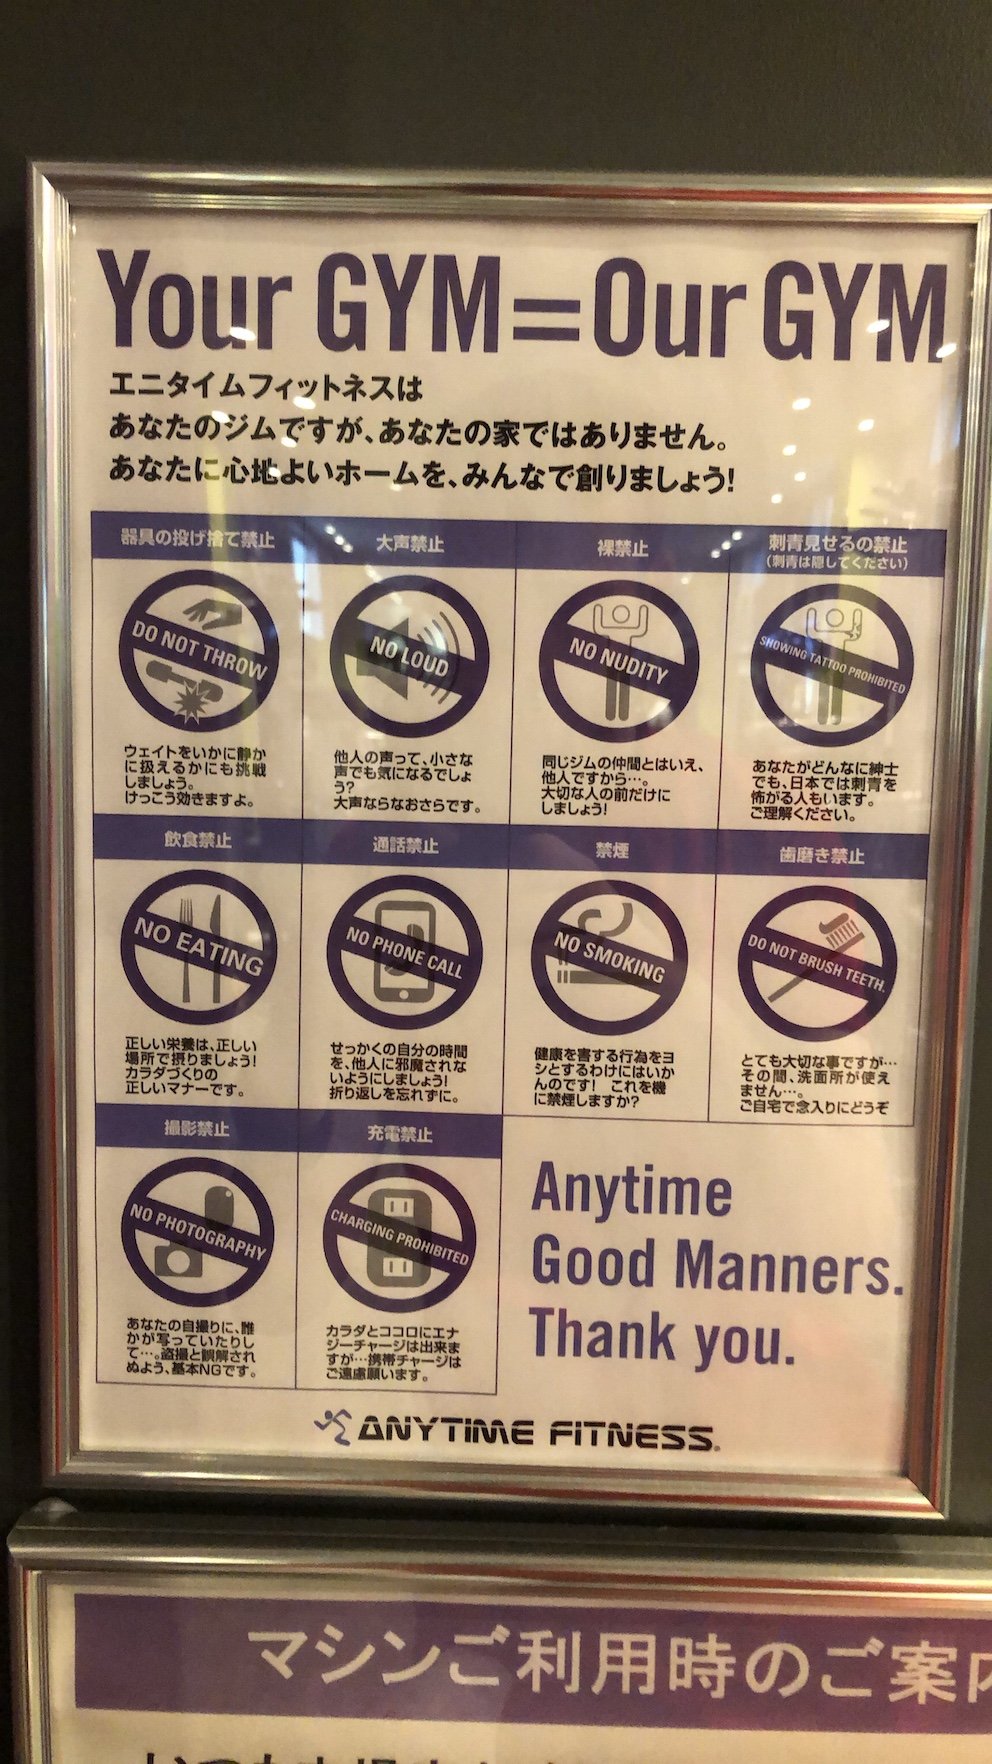 Your GYM=Our GYM
エニタイムフィットネスは
あなたのジムですが、あなたの家ではありません。
あなたに心地よいホームを、みんなで創りましょう!
器具の投げ捨て禁止
DO NOT THROW
ウェイトをいかに静か
に扱えるかにも挑戦
しましょう。
けっこう効きますよ。
大声禁止
NO LOUD
他人の声って、小さな
声でも気になるでしょ
う?
大声ならなおさらです。
裸禁止
NO NUDITY
同じジムの仲間とはいえ、
他人ですから…。
大切な人の前だけに
しましょう!
刺青見せるの禁止
(刺青は隠してください)
SHOWING TATTOO PROHIBITED
あなたがどんなに紳士
でも、日本では刺青を
怖がる人もいます。
ご理解ください。
飲食禁止
NO EATING
正しい栄養は、正しい
場所で摂りましょう!
カラダづくりの
正しいマナーです。
通話禁止
NO PHONE CALL
せっかくの自分の時間
を、他人に邪魔されな
いようにしましょう!
折り返しを忘れずに。
禁煙
NO SMOKING
健康を害する行為をヨ
シとするわけにはいか
んのです! これを機
に禁煙しますか?
歯磨き禁止
DO NOT BRUSH TEETH.
とても大切な事ですが…
その間、洗面所が使え
ません…。
ご自宅で念入りにどうぞ
撮影禁止
NO PHOTOGRAPHY
あなたの自撮りに、誰
かが写っていたりし
て…。盗撮と誤解され
ぬよう、基本NGです。
充電禁止
CHARGING PROHIBITED
カラダとココロにエナ
ジーチャージは出来ま
すが…携帯チャージは
ご遠慮願います。
Anytime
Good Manners.
Thank you.
ANYTIME FITNESS®
マシンご利用時のご案内